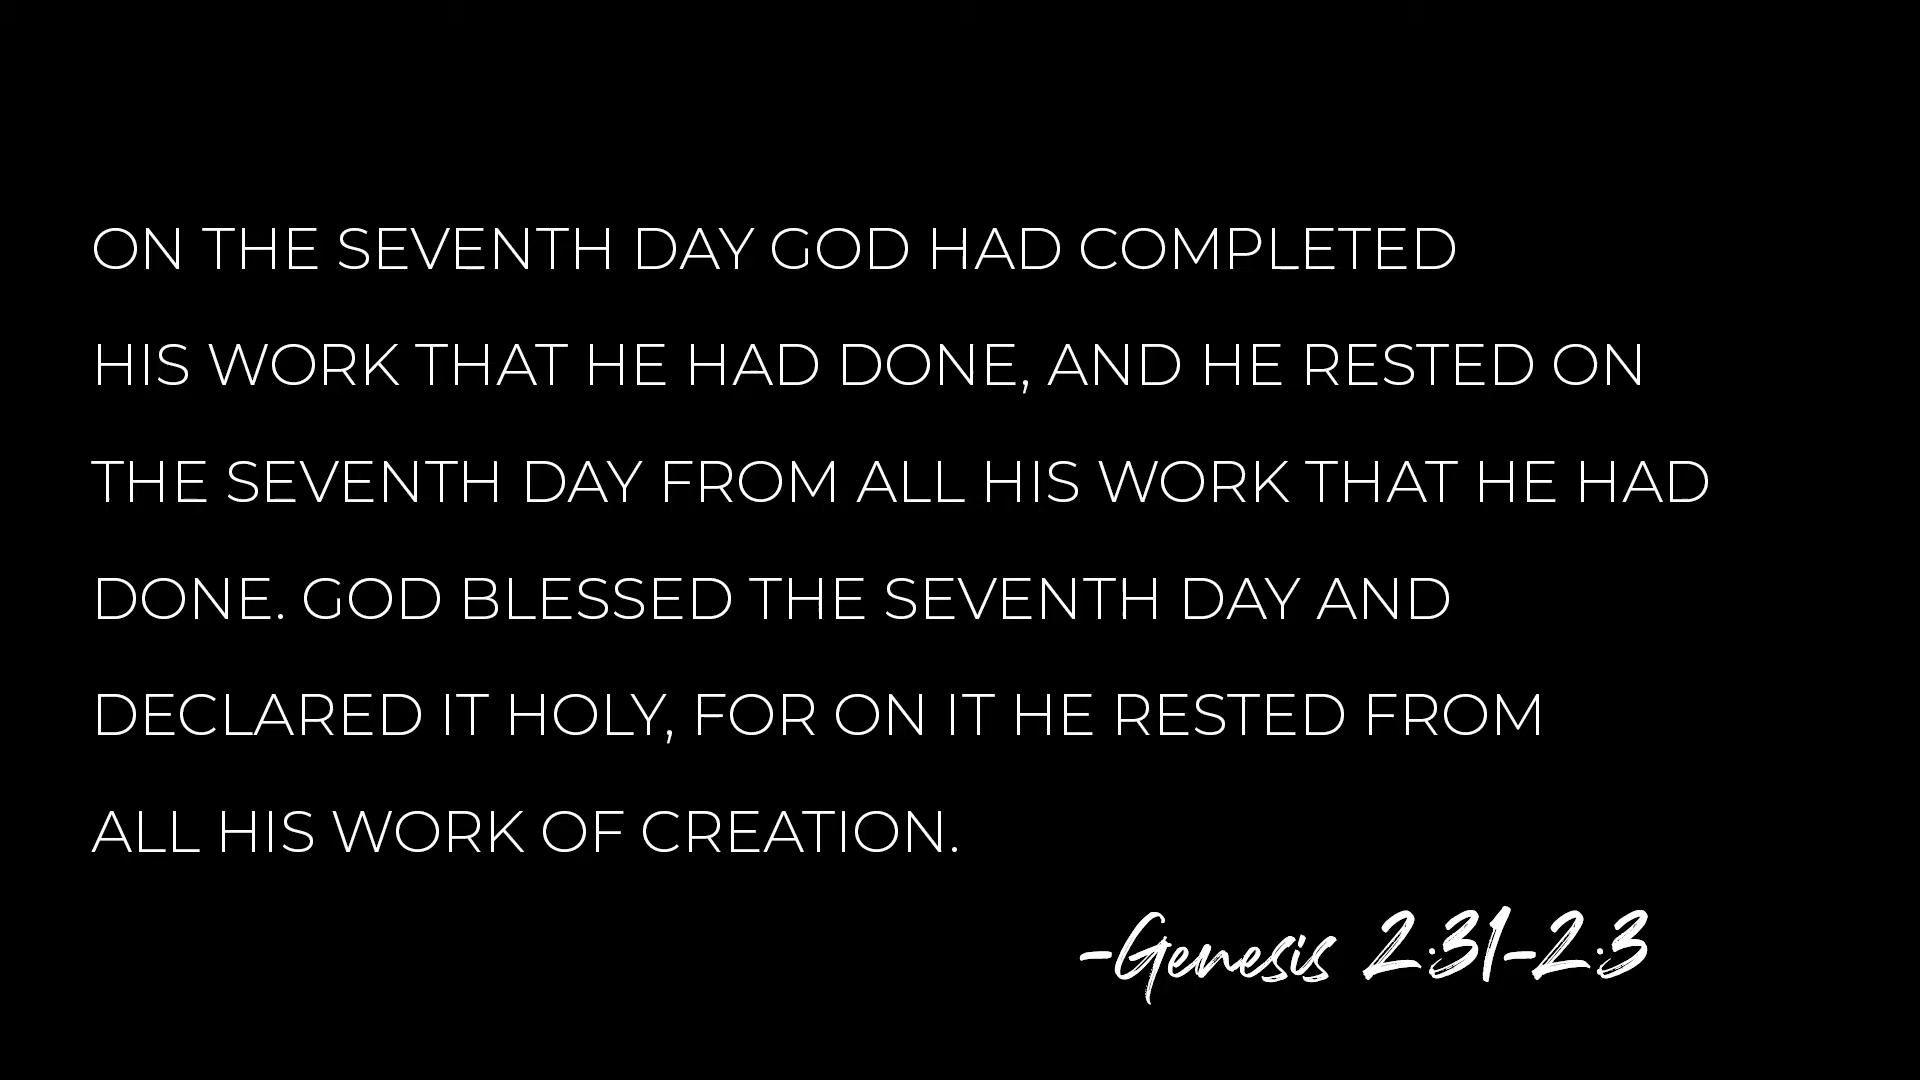 ON THE SEVENTH DAY GOD HAD COMPLETED
HIS WORK THAT HE HAD DONE, AND HE RESTED ON
THE SEVENTH DAY FROM ALL HIS WORK THAT HE HAD
DONE. GOD BLESSED THE SEVENTH DAY AND
DECLARED IT HOLY, FOR ON IT HE RESTED FROM
ALL HIS WORK OF CREATION.
-Genesis 2:31-2:3